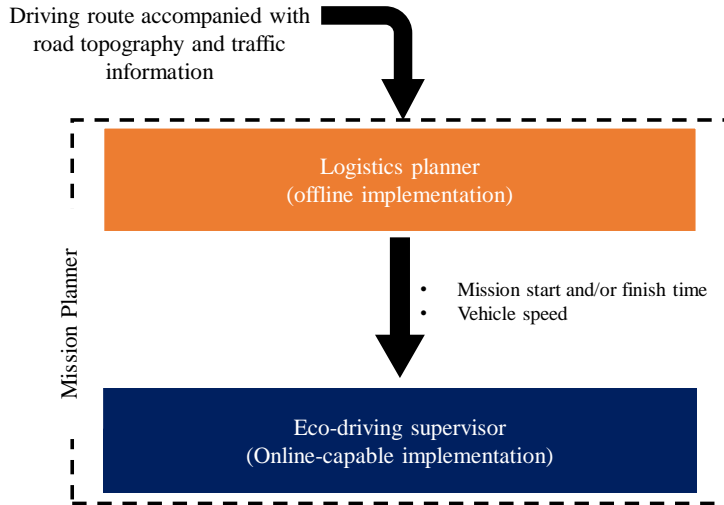 Driving route accompanied with
road topography and traffic
information
Logistics planner
(offline implementation)
• Mission start and/or finish time
• Vehicle speed
Mission Planner
Eco-driving supervisor
(Online-capable implementation)